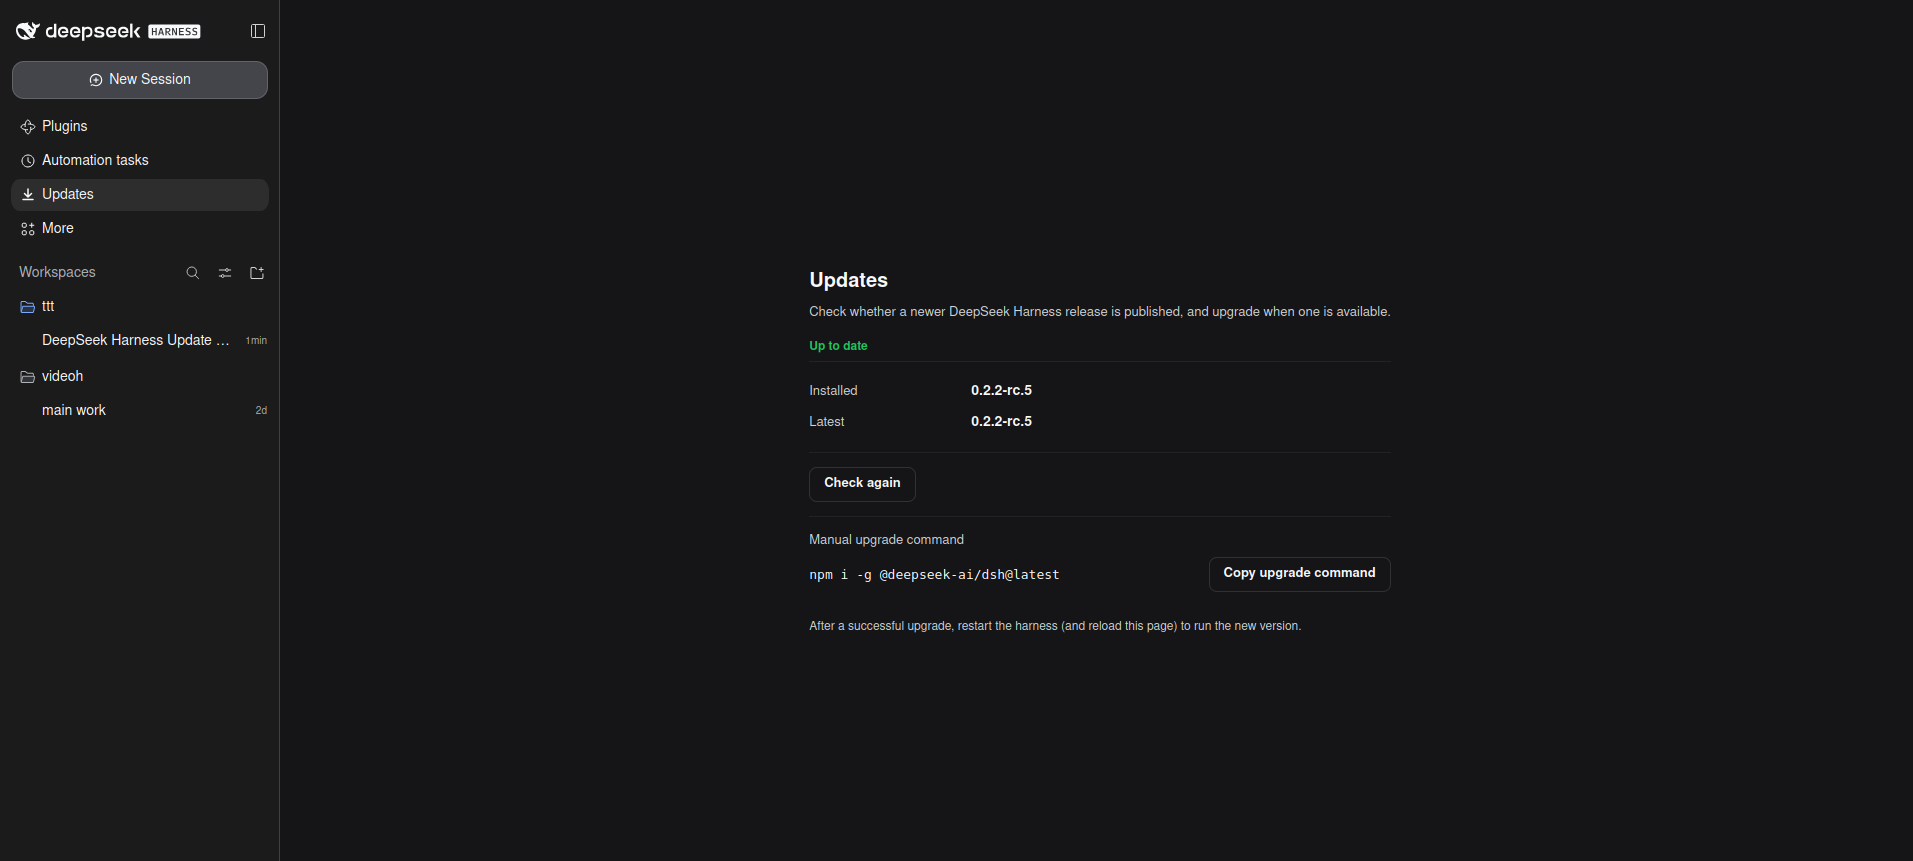 deepseek HARNESS
New Session
Plugins
Automation tasks
Updates
More
Workspaces
ttt
DeepSeek Harness Update ... 1min
videoh
main work 2d
Updates
Check whether a newer DeepSeek Harness release is published, and upgrade when one is available.
Up to date
Installed 0.2.2-rc.5
Latest 0.2.2-rc.5
Check again
Manual upgrade command
npm i -g @deepseek-ai/dsh@latest Copy upgrade command
After a successful upgrade, restart the harness (and reload this page) to run the new version.